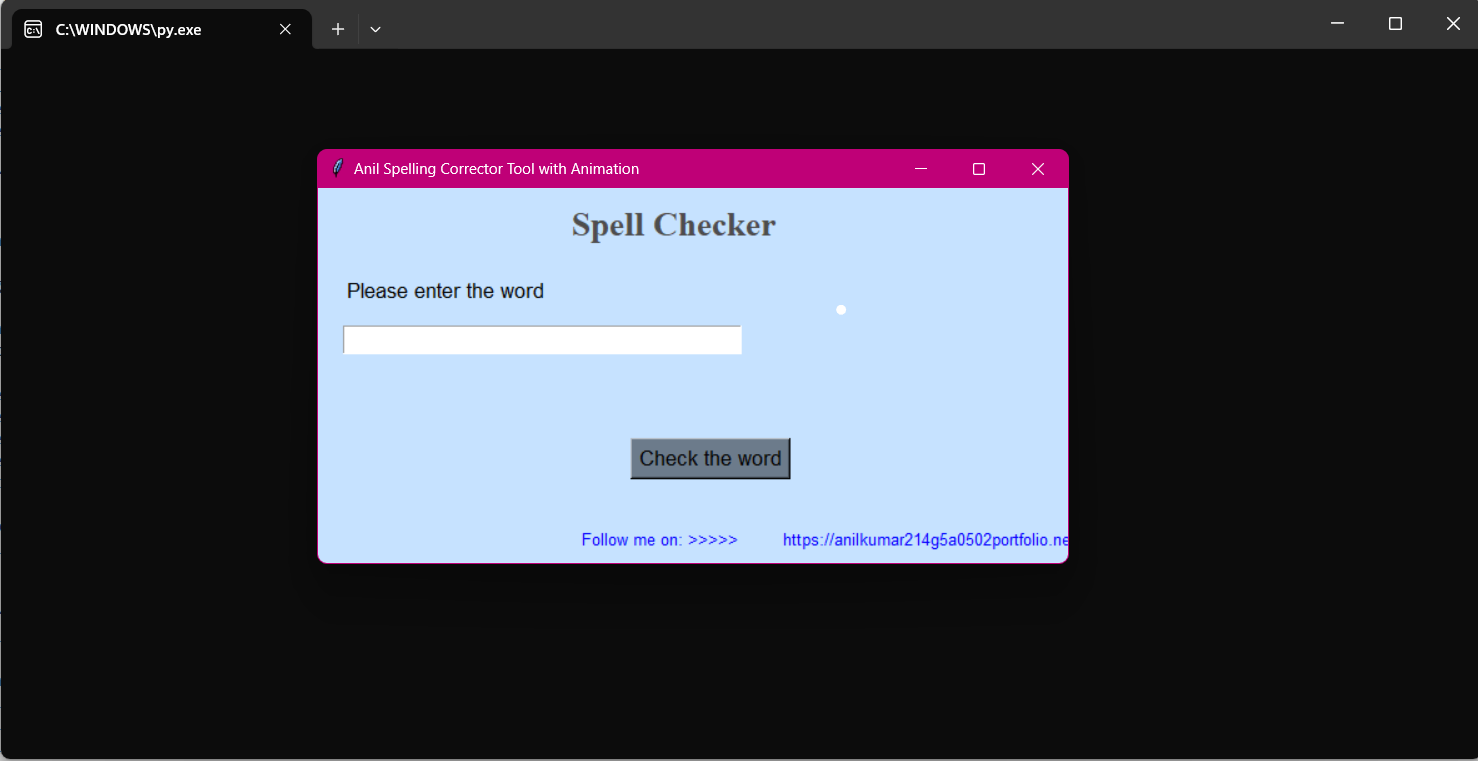 C:\WINDOWS\py.exe
Anil Spelling Corrector Tool with Animation
Spell Checker
Please enter the word
Check the word
Follow me on: >>>>> https://anilkumar214g5a0502portfolio.ne